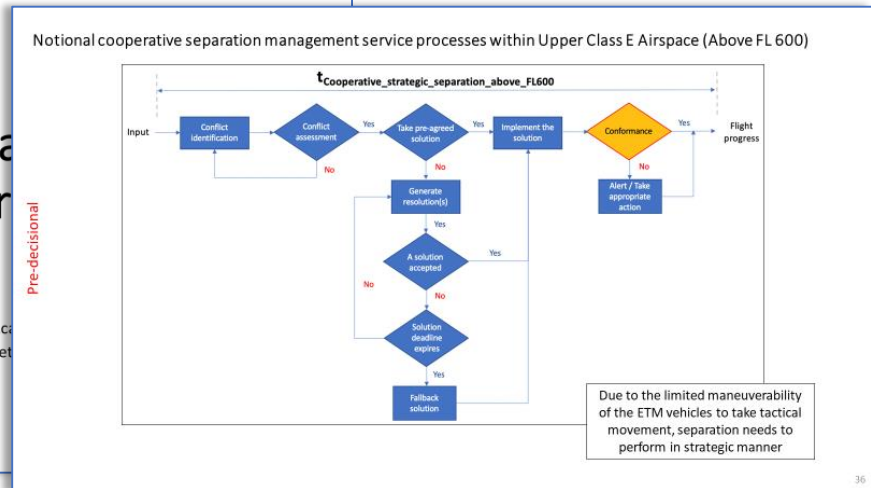 Notional cooperative separation management service processes within Upper Class E Airspace (Above FL 600)
tCooperative_strategic_separation_above_FL600
Input
Conflict
identification
Conflict
assessment
Yes
No
Take pre-agreed
solution
Yes
No
Implement the
solution
Conformance
Yes
No
Flight
progress
Alert / Take
appropriate
action
Generate
resolution(s)
Yes
A solution
accepted
Yes
No
No
Solution
deadline
expires
Yes
Fallback
solution
Pre-decisional
Due to the limited maneuverability
of the ETM vehicles to take tactical
movement, separation needs to
perform in strategic manner
36